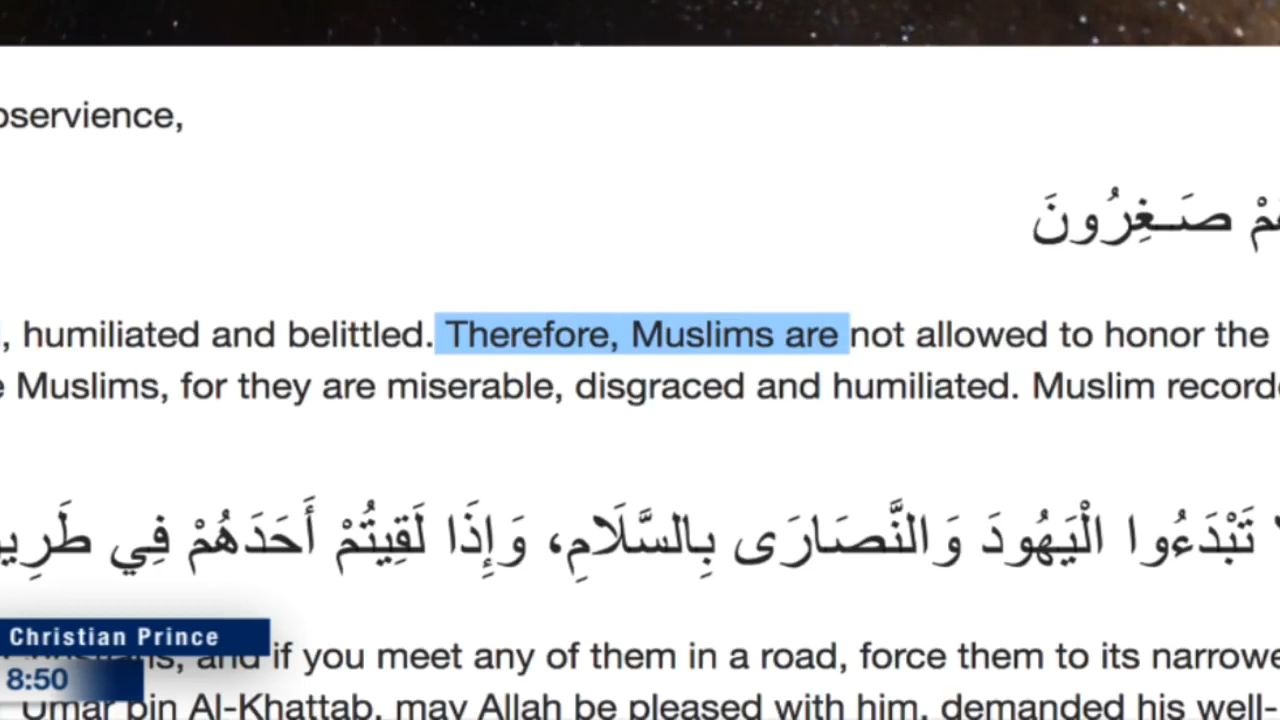 bservience,
هُمْ صَـغِرُونَ
, humiliated and belittled. Therefore, Muslims are not allowed to honor the
e Muslims, for they are miserable, disgraced and humiliated. Muslim record
تَبْدَءُوا الْيَهُودَ وَالنَّصَارَى بِالسَّلَامِ، وَإِذَا لَقِيتُمْ أَحَدَهُمْ فِي طَرِي
Christian Prince
and if you meet any of them in a road, force them to its narrowe
8:50
Umar bin Al-Khattab, may Allah be pleased with him, demanded his well-